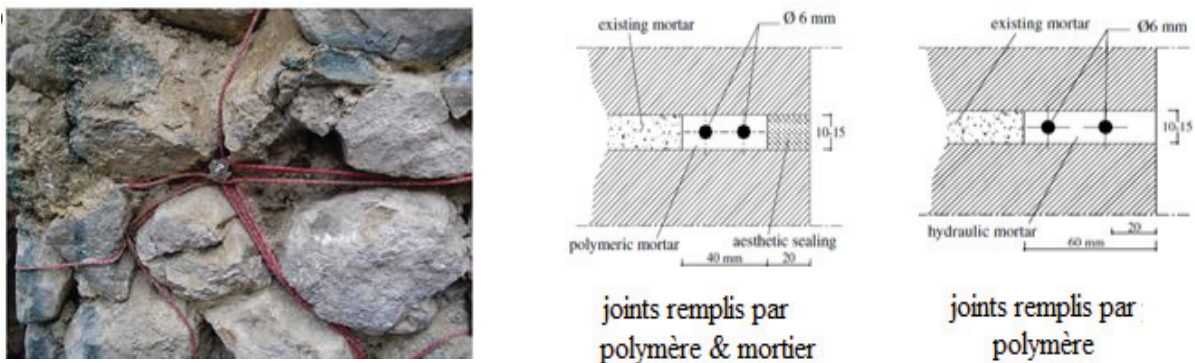 existing mortar
Ø 6 mm
10-15
polymeric mortar
aesthetic sealing
40 mm
20
joints remplis par
polymère & mortier
existing mortar
Ø6 mm
10-15
hydraulic mortar
20
60 mm
joints remplis par
polymère